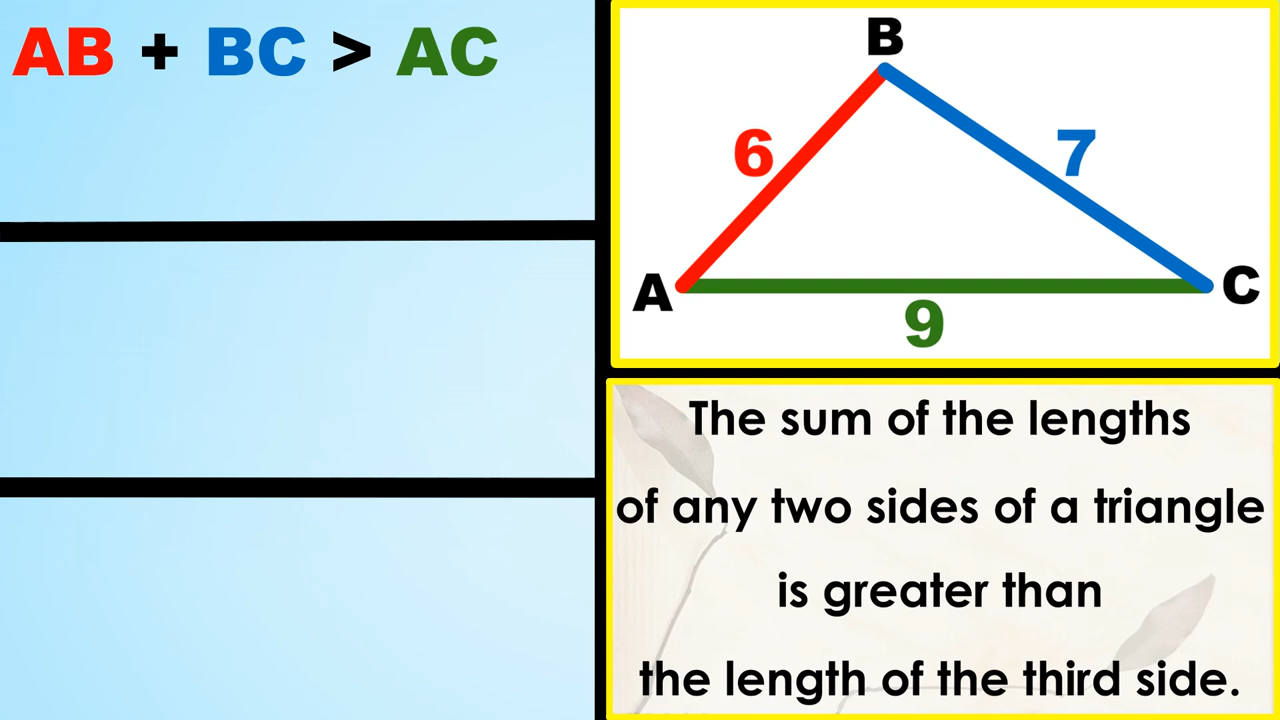 AB + BC > AC
B
6
7
A
C
9
The sum of the lengths
of any two sides of a triangle
is greater than
the length of the third side.